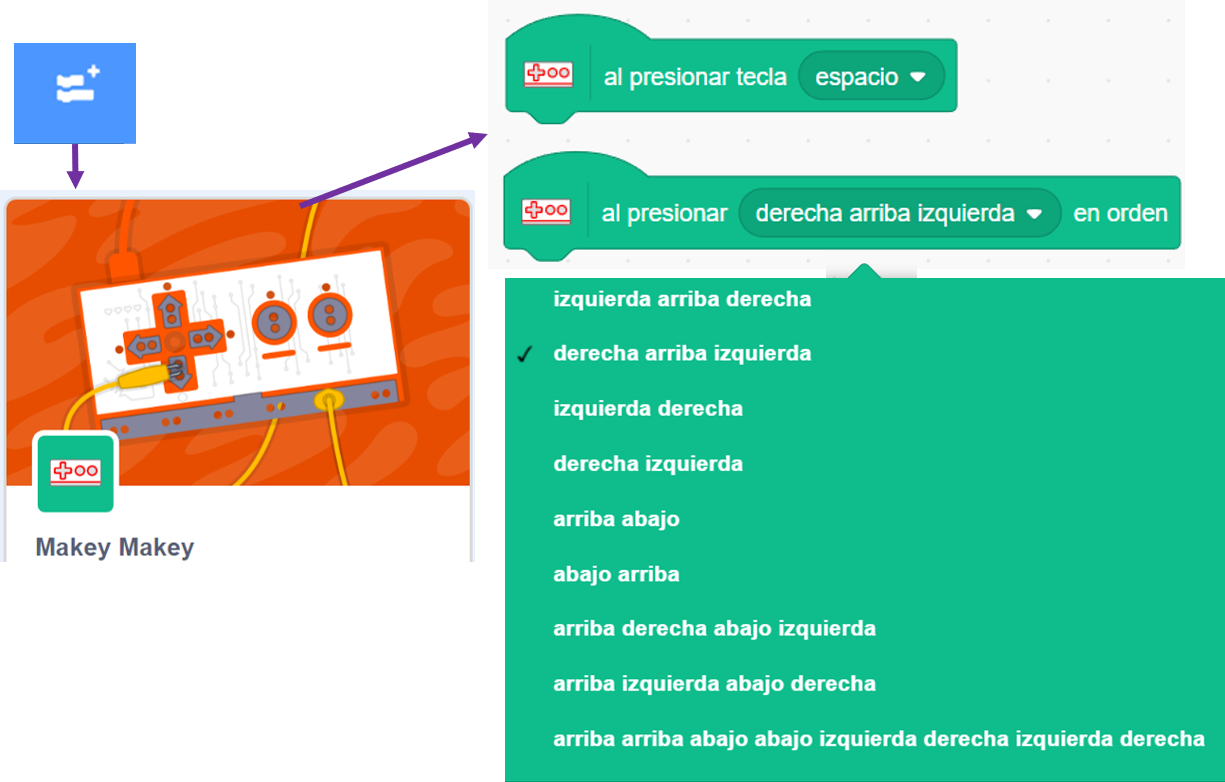 al presionar tecla espacio
al presionar derecha arriba izquierda en orden
izquierda arriba derecha
derecha arriba izquierda
izquierda derecha
derecha izquierda
arriba abajo
abajo arriba
arriba derecha abajo izquierda
arriba izquierda abajo derecha
arriba arriba abajo abajo izquierda derecha izquierda derecha
Makey Makey